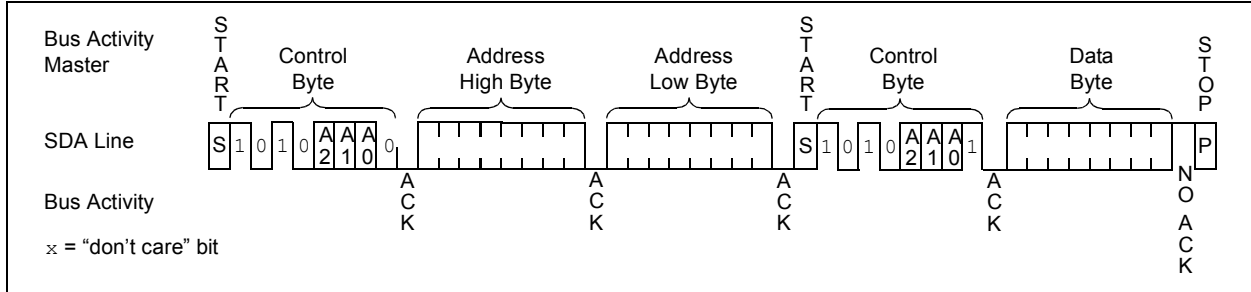 Bus Activity
Master
START
Control
Byte
Address
High Byte
Address
Low Byte
START
Control
Byte
Data
Byte
STOP
SDA Line
S 1 0 1 0 A2 A1 A0 0
S 1 0 1 0 A2 A1 A0 1
P
Bus Activity
ACK
ACK
ACK
ACK
NO ACK
x = “don’t care” bit